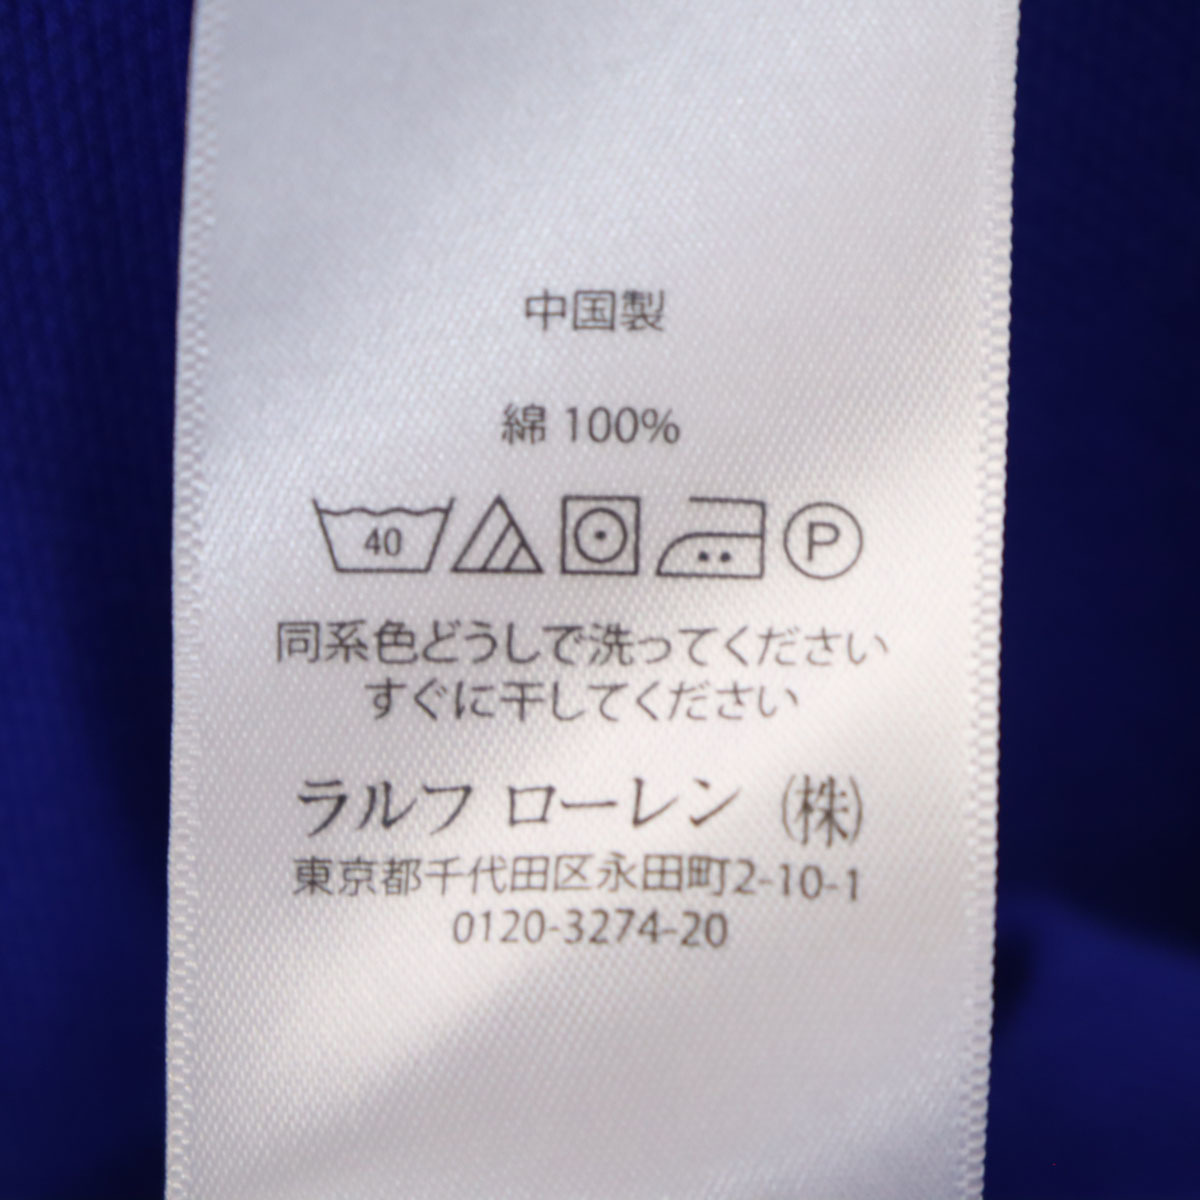 中国製
綿 100%
40 P
同系色どうしで洗ってください
すぐに干してください
ラルフ ローレン (株)
東京都千代田区永田町2-10-1
0120-3274-20